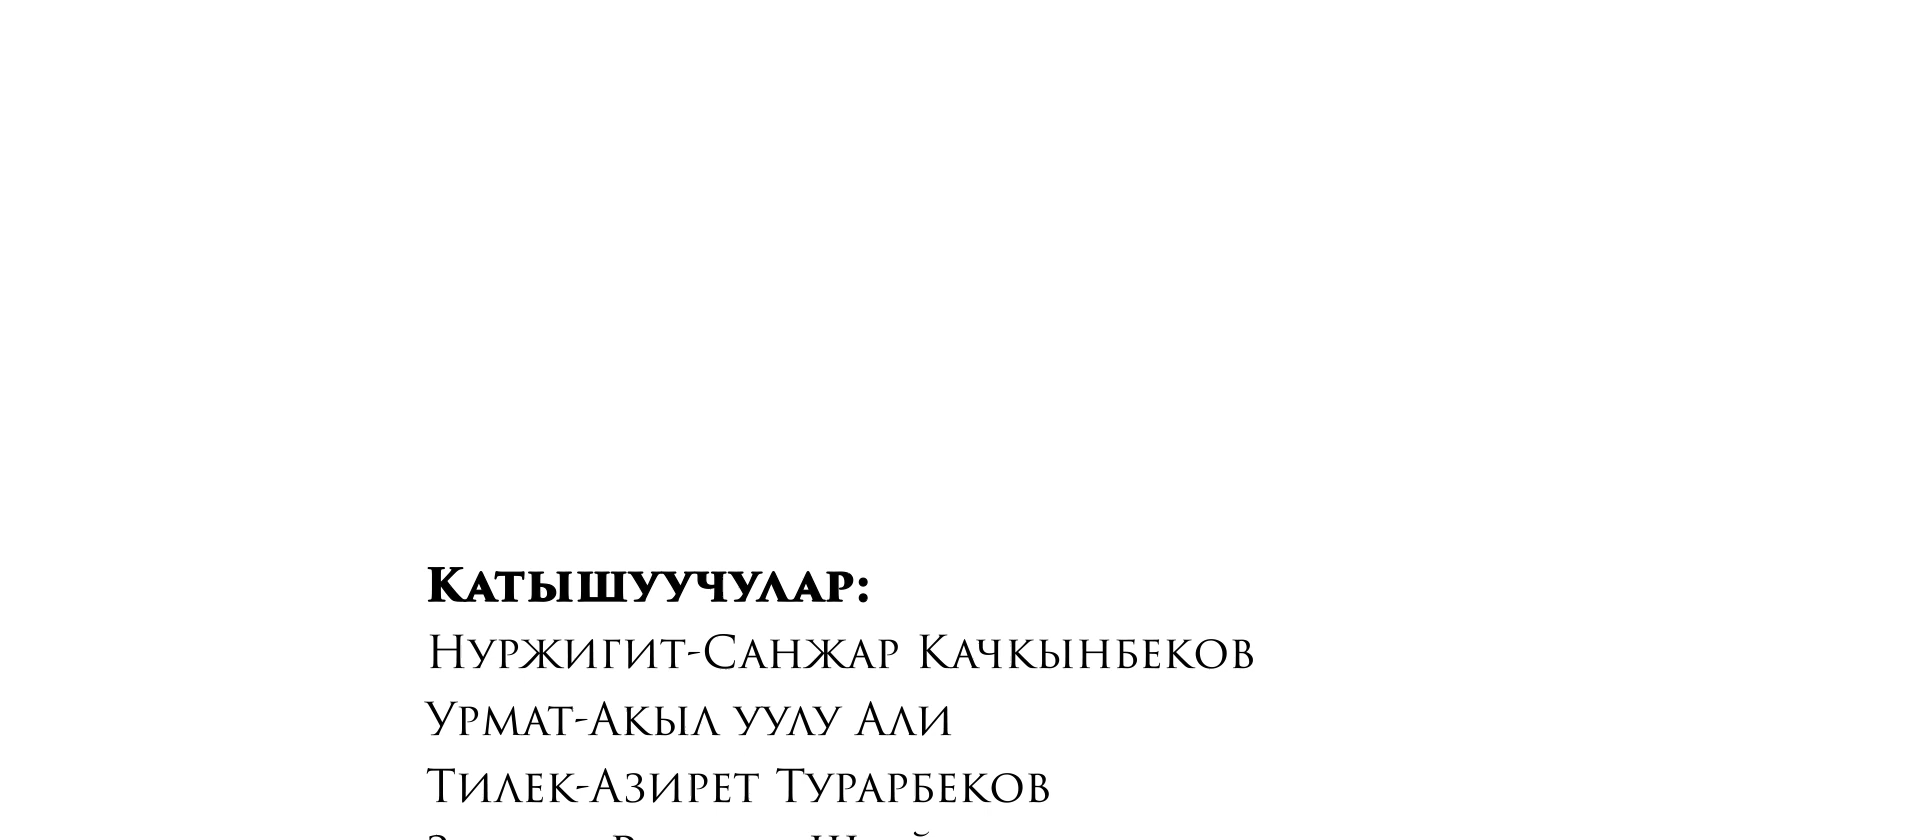 Катышуучулар:
Нуржигит-Санжар Качкынбеков
Урмат-Акыл уулу Али
Тилек-Азирет Турарбеков